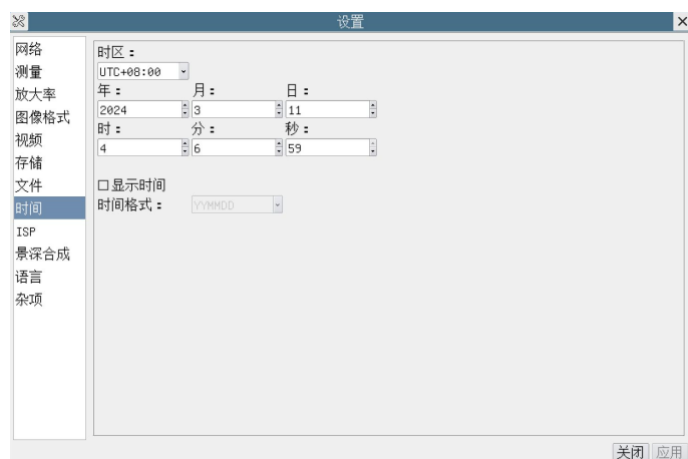 设置
网络
测量
放大率
图像格式
视频
存储
文件
时间
ISP
景深合成
语言
杂项
时区：
UTC+08:00
年： 月： 日：
2024 3 11
时： 分： 秒：
4 6 59
显示时间
时间格式： YYMMDD
关闭 应用